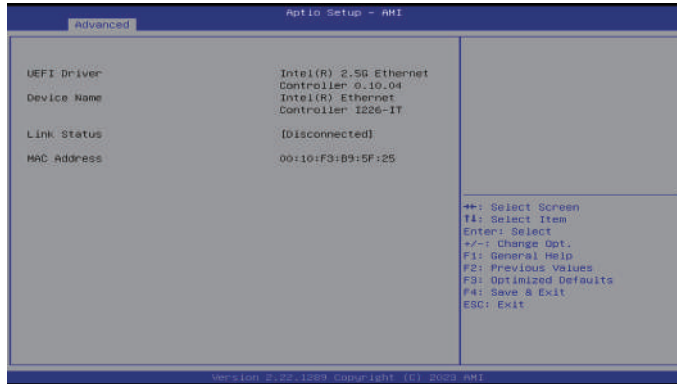 Aptio Setup - AMI
Advanced
UEFI Driver Intel(R) 2.5G Ethernet
Controller 0.10.04
Device Name Intel(R) Ethernet
Controller I226-IT
Link Status [Disconnected]
MAC Address 00:10:F3:B9:5F:25
→←: Select Screen
↑↓: Select Item
Enter: Select
+/-: Change Opt.
F1: General Help
F2: Previous Values
F3: Optimized Defaults
F4: Save & Exit
ESC: Exit
Version 2.22.1289 Copyright (C) 2023 AMI